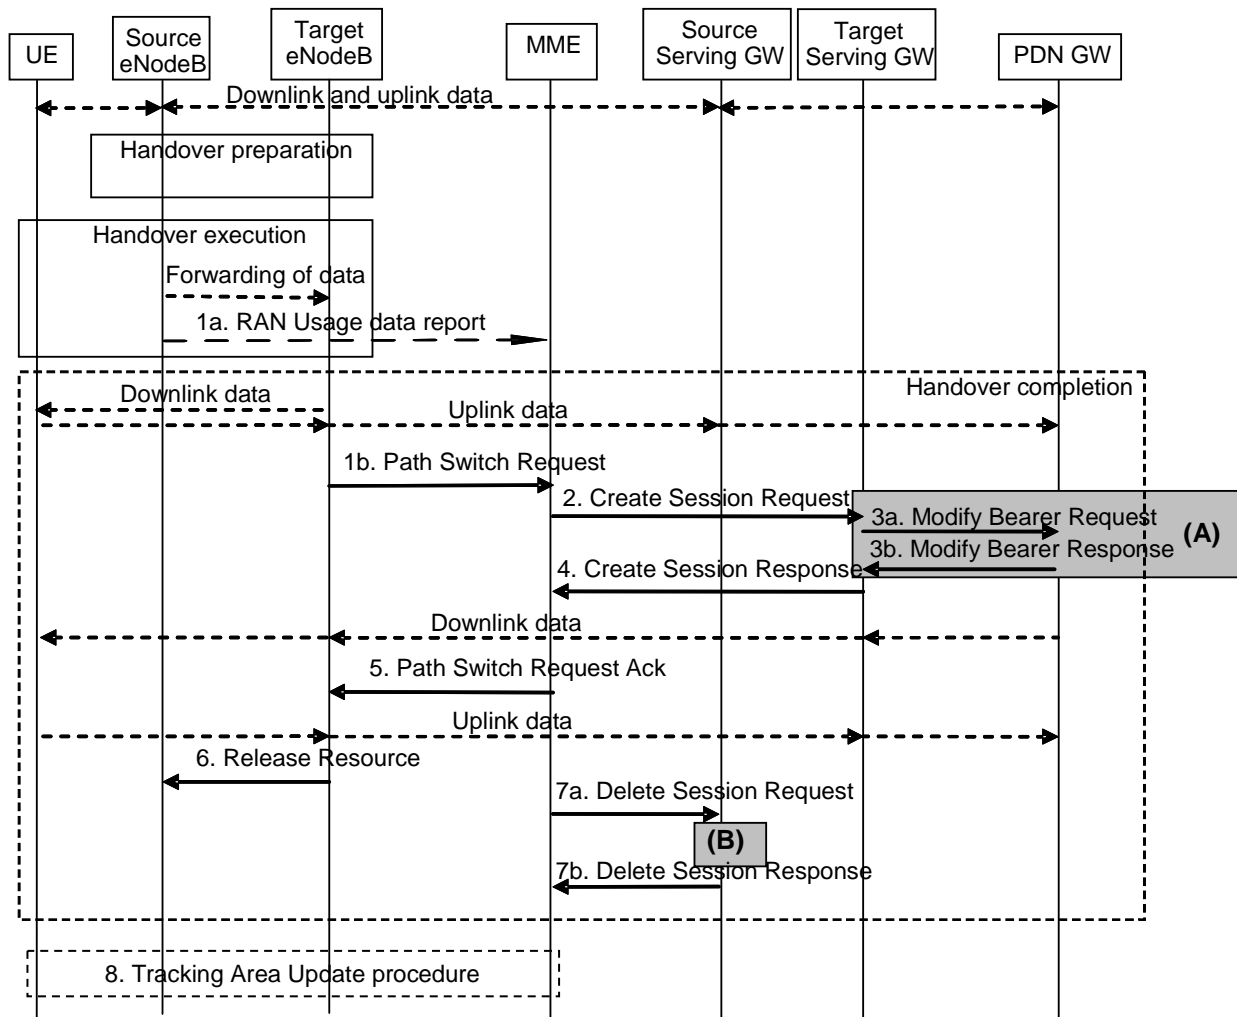 UE
Source
eNodeB
Target
eNodeB
MME
Source
Serving GW
Target
Serving GW
PDN GW
Downlink and uplink data
Handover preparation
Handover execution
Forwarding of data
1a. RAN Usage data report
Handover completion
Downlink data
Uplink data
1b. Path Switch Request
2. Create Session Request
3a. Modify Bearer Request
(A)
3b. Modify Bearer Response
4. Create Session Response
Downlink data
5. Path Switch Request Ack
Uplink data
6. Release Resource
7a. Delete Session Request
(B)
7b. Delete Session Response
8. Tracking Area Update procedure